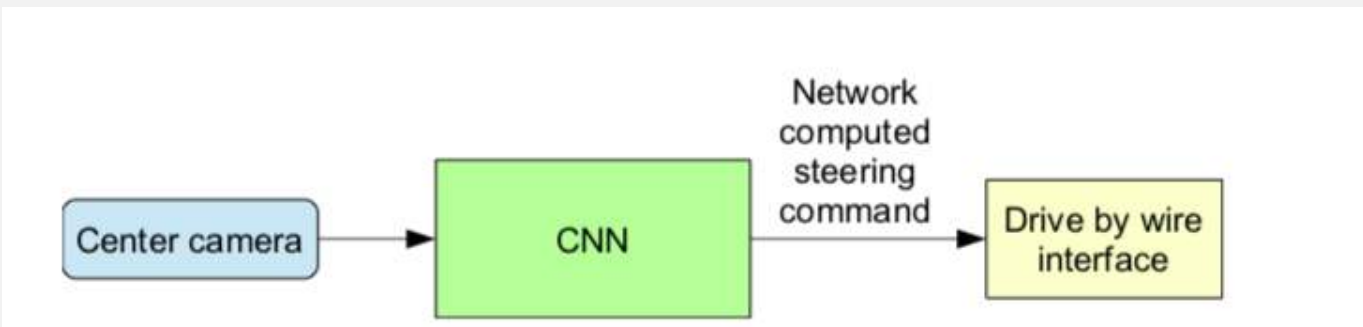 Network
computed
steering
command
Center camera
CNN
Drive by wire
interface